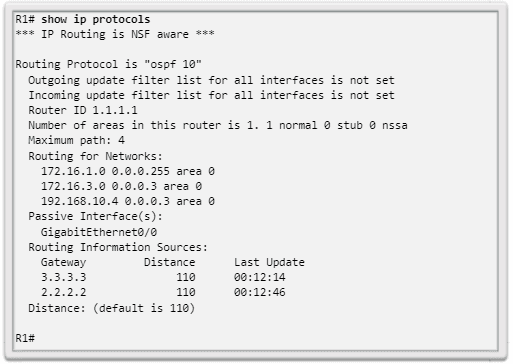 R1# show ip protocols
*** IP Routing is NSF aware ***
Routing Protocol is "ospf 10"
Outgoing update filter list for all interfaces is not set
Incoming update filter list for all interfaces is not set
Router ID 1.1.1.1
Number of areas in this router is 1. 1 normal 0 stub 0 nssa
Maximum path: 4
Routing for Networks:
172.16.1.0 0.0.0.255 area 0
172.16.3.0 0.0.0.3 area 0
192.168.10.4 0.0.0.3 area 0
Passive Interface(s):
GigabitEthernet0/0
Routing Information Sources:
Gateway Distance Last Update
3.3.3.3 110 00:12:14
2.2.2.2 110 00:12:46
Distance: (default is 110)
R1#